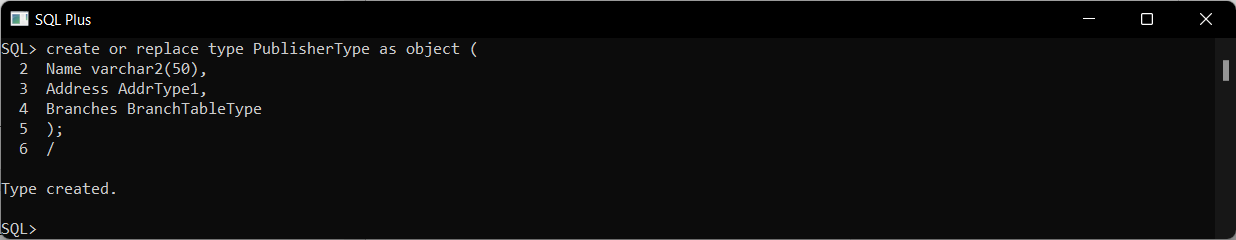 SQL Plus
SQL> create or replace type PublisherType as object (
  2  Name varchar2(50),
  3  Address AddrType1,
  4  Branches BranchTableType
  5  );
  6  /
Type created.
SQL>